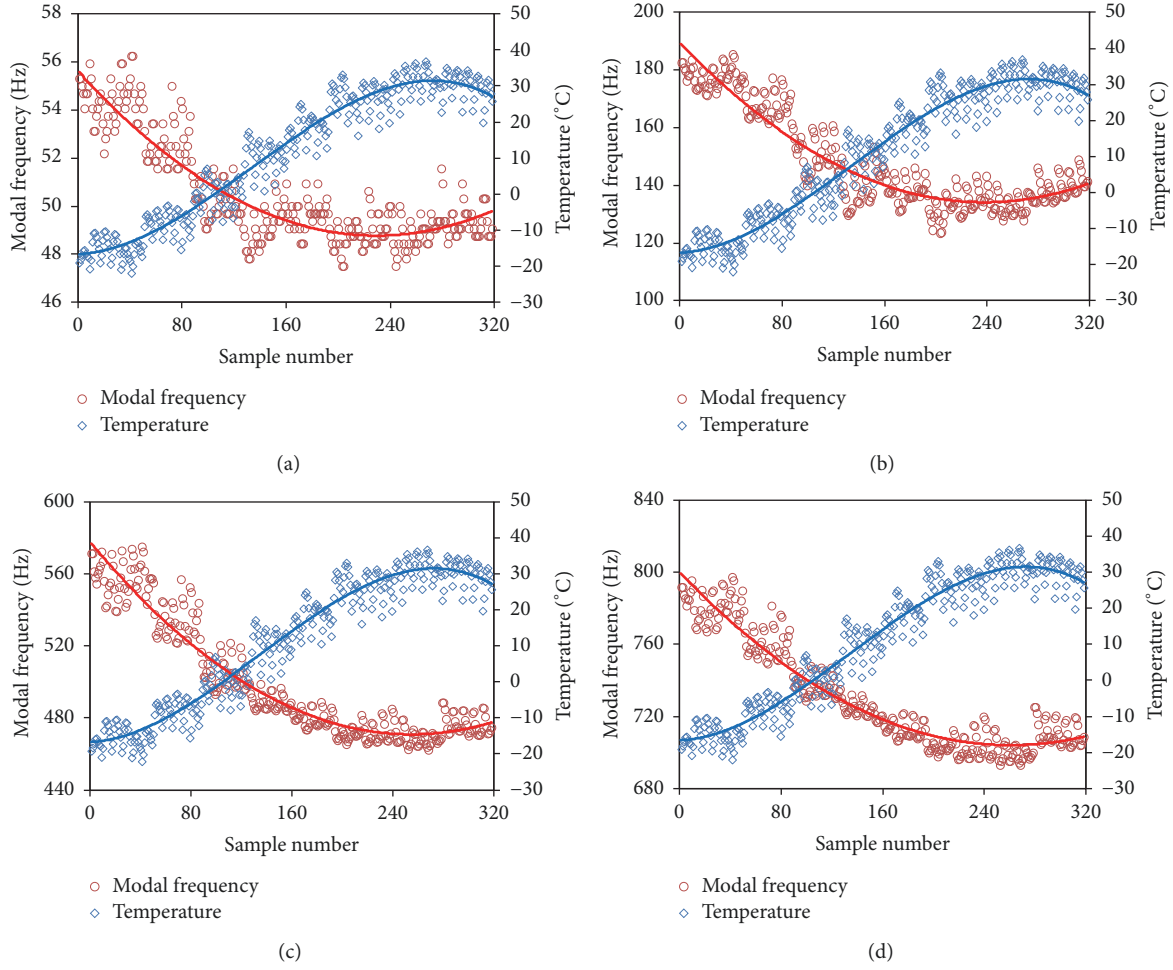 58
56
54
52
50
48
46
Modal frequency (Hz)
50
40
30
20
10
0
−10
−20
−30
Temperature (°C)
0 80 160 240 320
Sample number
Modal frequency
Temperature
(a)
200
180
160
140
120
100
Modal frequency (Hz)
50
40
30
20
10
0
−10
−20
−30
Temperature (°C)
0 80 160 240 320
Sample number
Modal frequency
Temperature
(b)
600
560
520
480
440
Modal frequency (Hz)
50
40
30
20
10
0
−10
−20
−30
Temperature (°C)
0 80 160 240 320
Sample number
Modal frequency
Temperature
(c)
840
800
760
720
680
Modal frequency (Hz)
50
40
30
20
10
0
−10
−20
−30
Temperature (°C)
0 80 160 240 320
Sample number
Modal frequency
Temperature
(d)